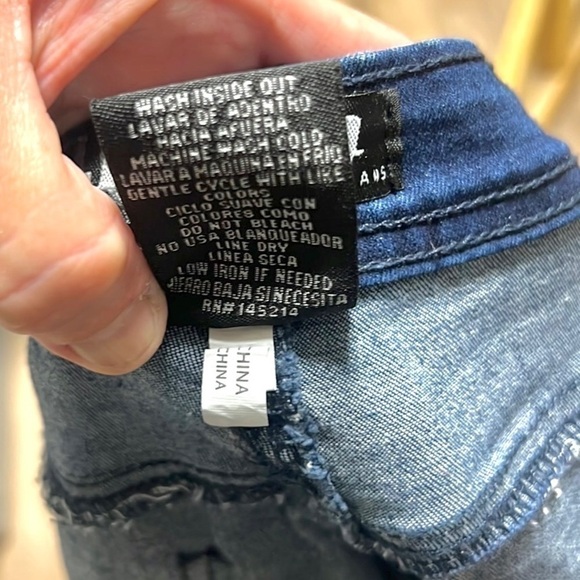 WASH INSIDE OUT
LAVAR DE ADENTRO
HACIA AFUERA
MACHINE WASH COLD
LAVAR A MAQUINA EN FRIO
GENTLE CYCLE WITH LIKE
COLORS
CICLO SUAVE CON
COLORES COMO
DO NOT BLEACH
NO USA BLANQUEADOR
LINE DRY
LINEA SECA
LOW IRON IF NEEDED
HIERRO BAJA SI NECESITA
RN#145214
CHINA
CHINA